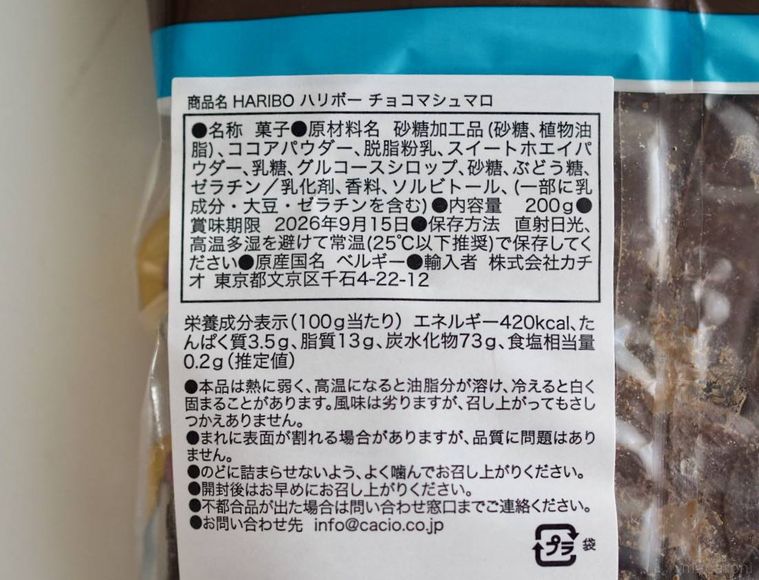 商品名 HARIBO ハリボー チョコマシュマロ
●名称 菓子●原材料名 砂糖加工品(砂糖、植物油
脂)、ココアパウダー、脱脂粉乳、スイートホエイパ
ウダー、乳糖、グルコースシロップ、砂糖、ぶどう糖、
ゼラチン／乳化剤、香料、ソルビトール、(一部に乳
成分・大豆・ゼラチンを含む)●内容量 200g●
賞味期限 2026年9月15日●保存方法 直射日光、
高温多湿を避けて常温(25℃以下推奨)で保存してく
ださい●原産国名 ベルギー●輸入者 株式会社カチ
オ 東京都文京区千石4-22-12
栄養成分表示(100g当たり) エネルギー420kcal、た
んぱく質3.5g、脂質13g、炭水化物73g、食塩相当量
0.2g(推定値)
●本品は熱に弱く、高温になると油脂分が溶け、冷えると白く
固まることがあります。風味は劣りますが、召し上がってもさし
つかえありません。
●まれに表面が割れる場合がありますが、品質に問題はあり
ません。
●のどに詰まらせないよう、よく噛んでお召し上がりください。
●開封後はお早めにお召し上がりください。
●不都合品が出た場合は問い合わせ窓口までご連絡ください。
●お問い合わせ先 info@cacio.co.jp
プラ 袋